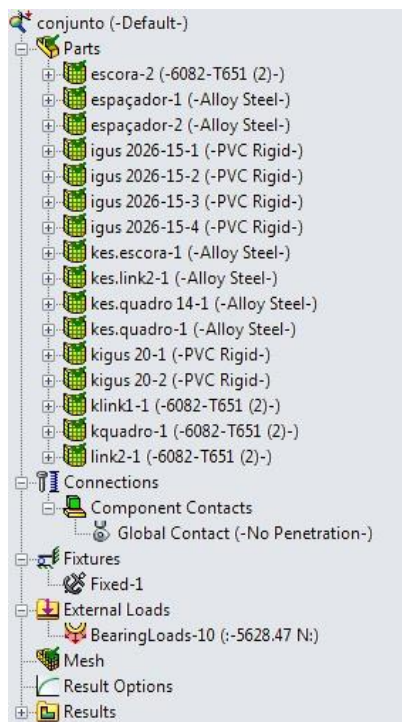 conjunto (-Default-)
Parts
escora-2 (-6082-T651 (2)-)
espaçador-1 (-Alloy Steel-)
espaçador-2 (-Alloy Steel-)
igus 2026-15-1 (-PVC Rigid-)
igus 2026-15-2 (-PVC Rigid-)
igus 2026-15-3 (-PVC Rigid-)
igus 2026-15-4 (-PVC Rigid-)
kes.escora-1 (-Alloy Steel-)
kes.link2-1 (-Alloy Steel-)
kes.quadro 14-1 (-Alloy Steel-)
kes.quadro-1 (-Alloy Steel-)
kigus 20-1 (-PVC Rigid-)
kigus 20-2 (-PVC Rigid-)
klink1-1 (-6082-T651 (2)-)
kquadro-1 (-6082-T651 (2)-)
link2-1 (-6082-T651 (2)-)
Connections
Component Contacts
Global Contact (-No Penetration-)
Fixtures
Fixed-1
External Loads
BearingLoads-10 (:-5628.47 N:)
Mesh
Result Options
Results